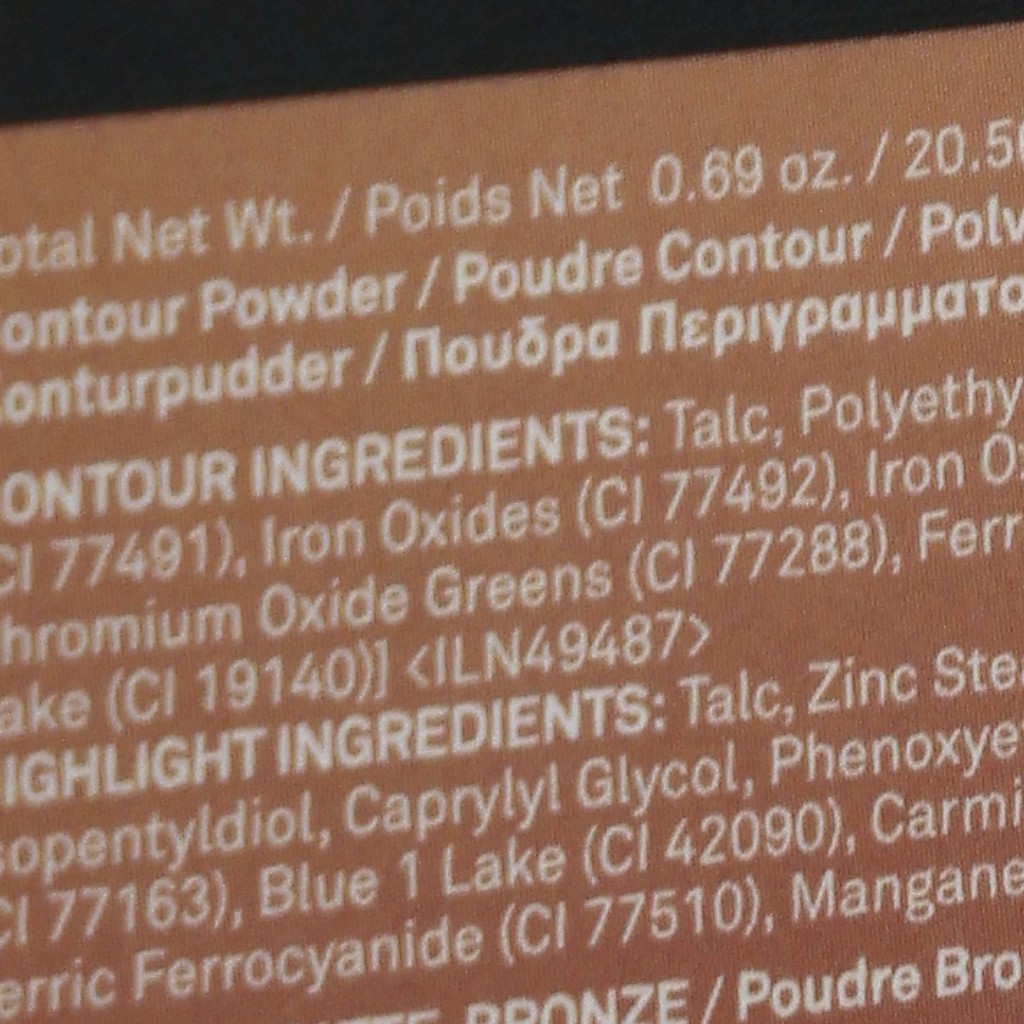 otal Net Wt. / Poids Net 0.69 oz. / 20.5
ontour Powder / Poudre Contour / Polv
onturpudder / Πουδρα Περιγραμματο
ONTOUR INGREDIENTS: Talc, Polyethy
CI 77491), Iron Oxides (CI 77492), Iron O
hromium Oxide Greens (CI 77288), Ferr
ake (CI 19140)] <ILN49487>
HIGHLIGHT INGREDIENTS: Talc, Zinc Ste
sopentyldiol, Caprylyl Glycol, Phenoxye
CI 77163), Blue 1 Lake (CI 42090), Carmi
erric Ferrocyanide (CI 77510), Mangane
BRONZE / Poudre Bro